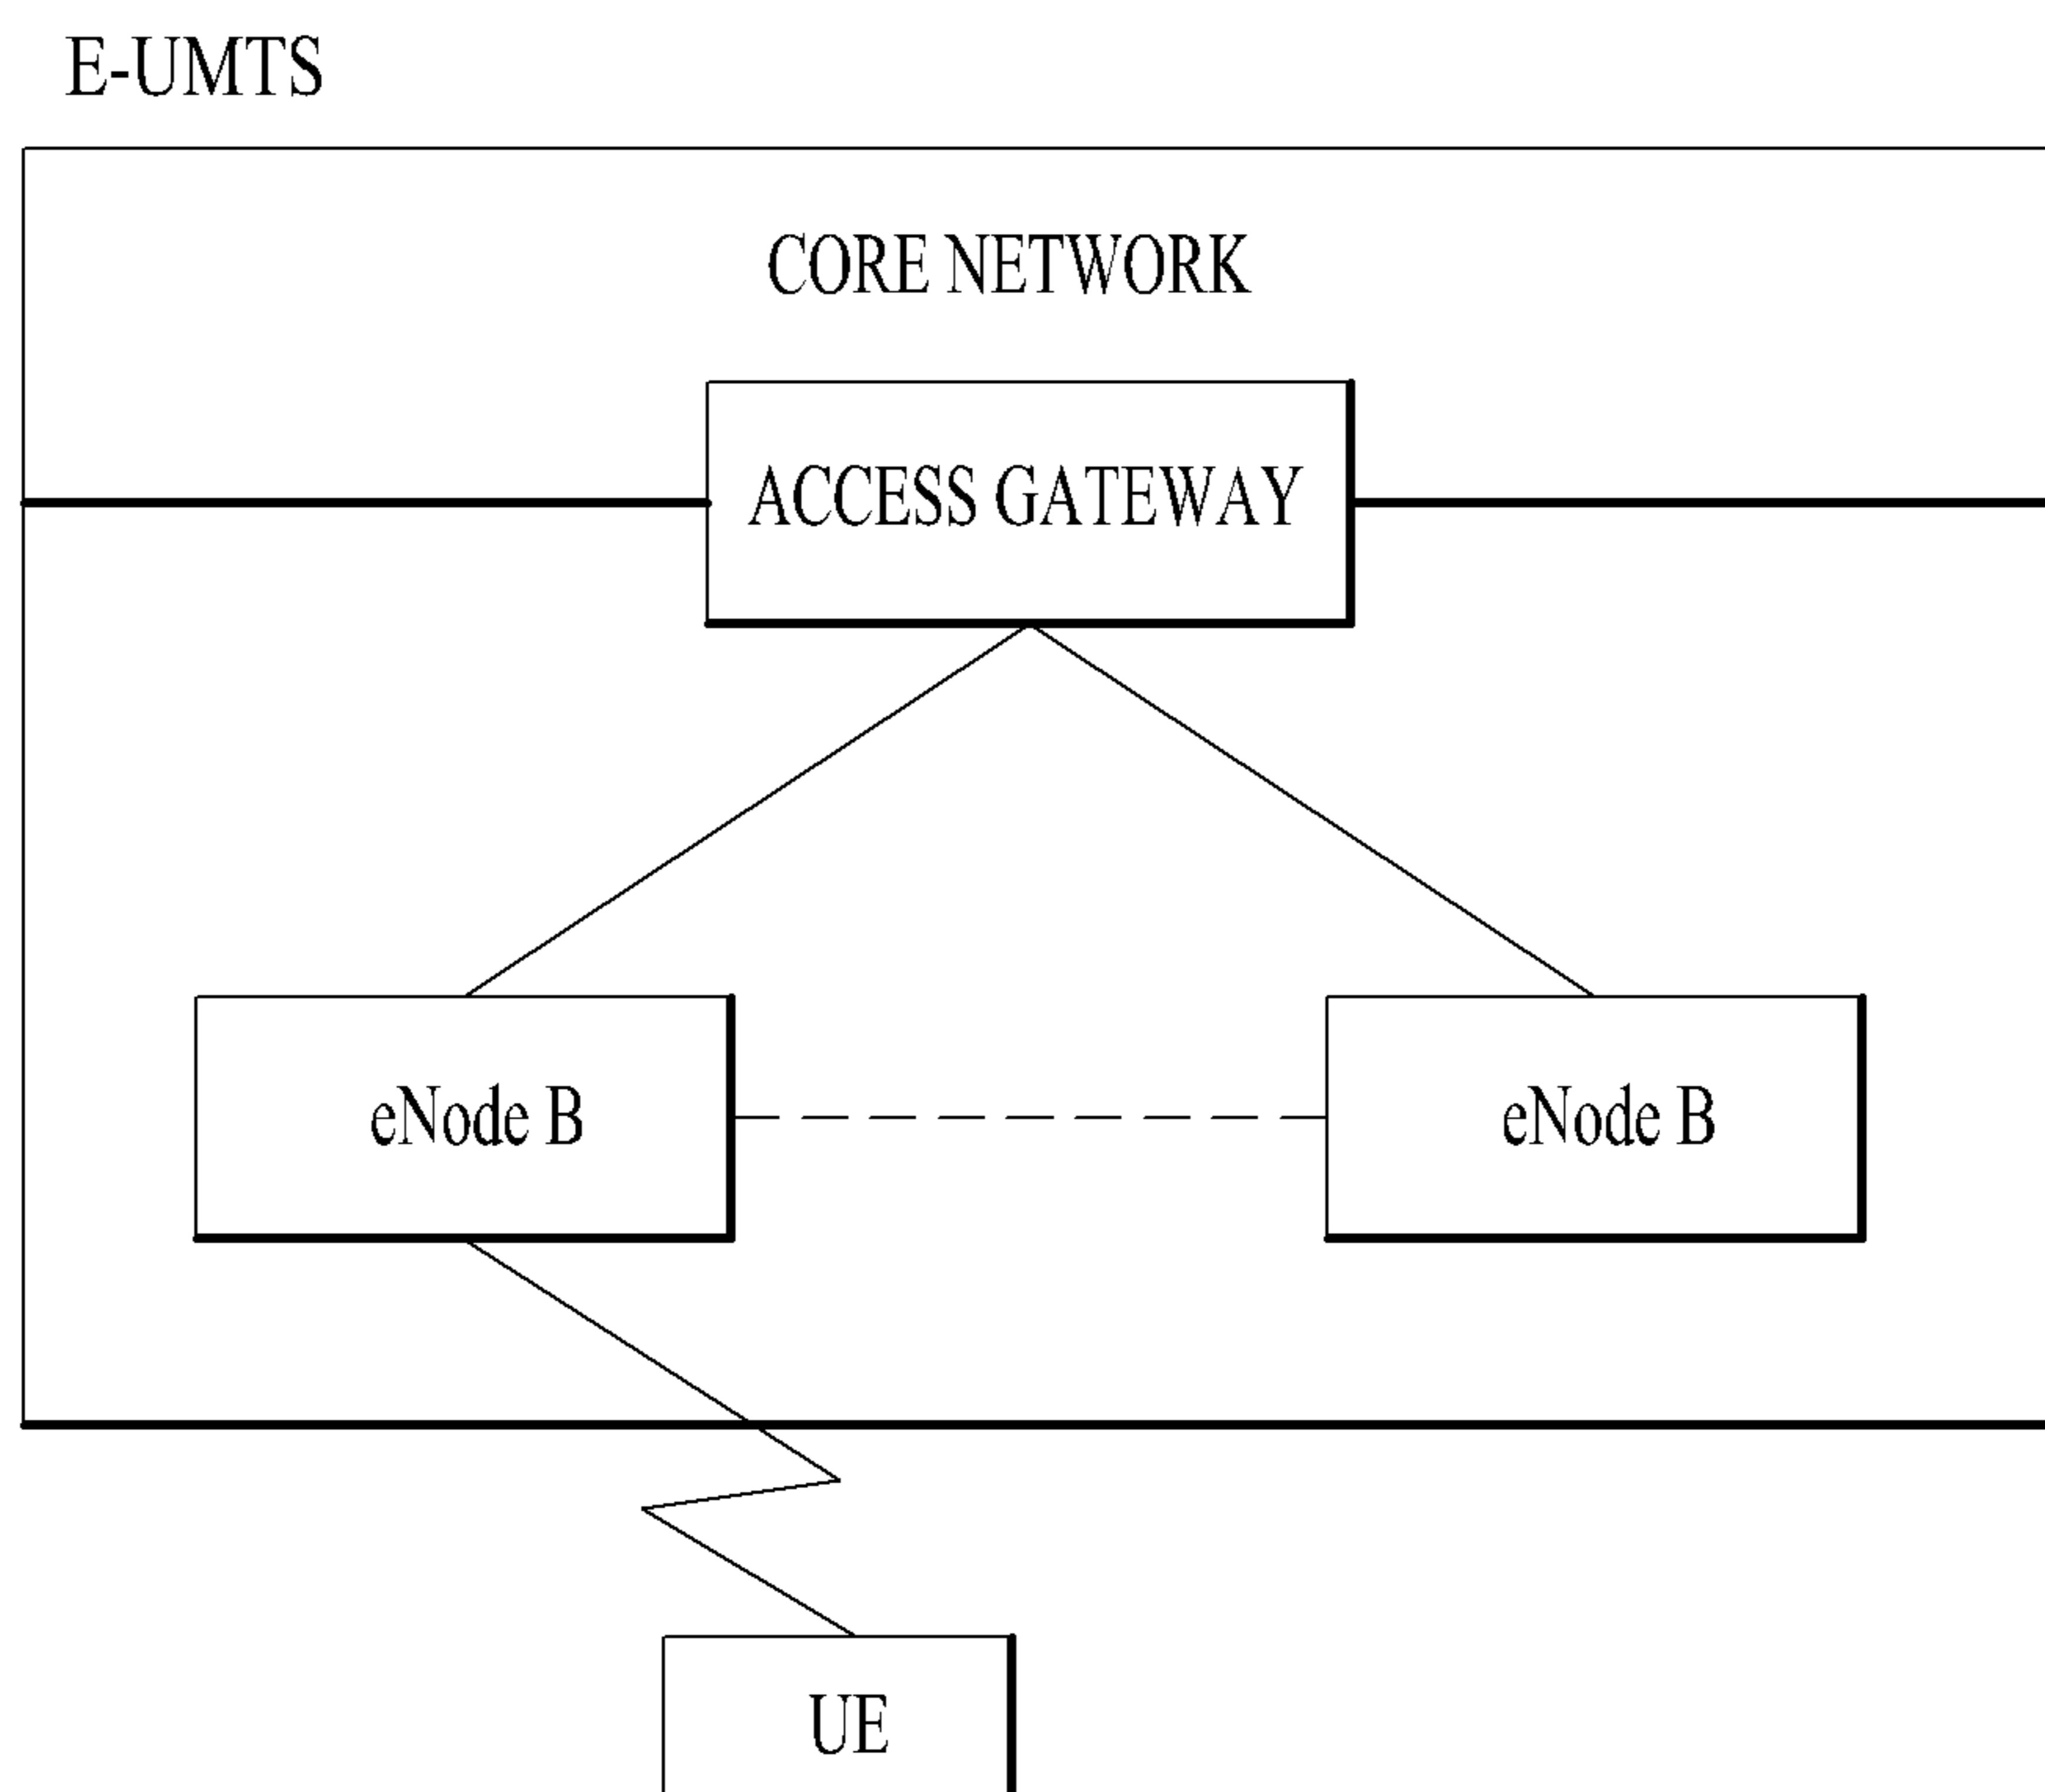 E-UMTS
CORE NETWORK
ACCESS GATEWAY
eNode B
eNode B
UE